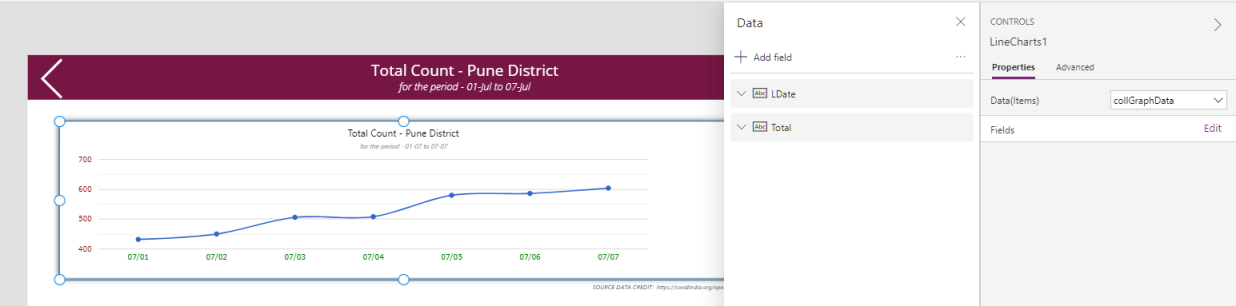 Total Count - Pune District
for the period - 01-Jul to 07-Jul
Total Count - Pune District
for the period - 01-07 to 07-07
700
600
500
400
07/01 07/02 07/03 07/04 07/05 07/06 07/07
SOURCE DATA CREDIT: https://covidindia.org/ope
Data
Add field
Abc LDate
Abc Total
CONTROLS
LineCharts1
Properties Advanced
Data(Items) collGraphData
Fields Edit